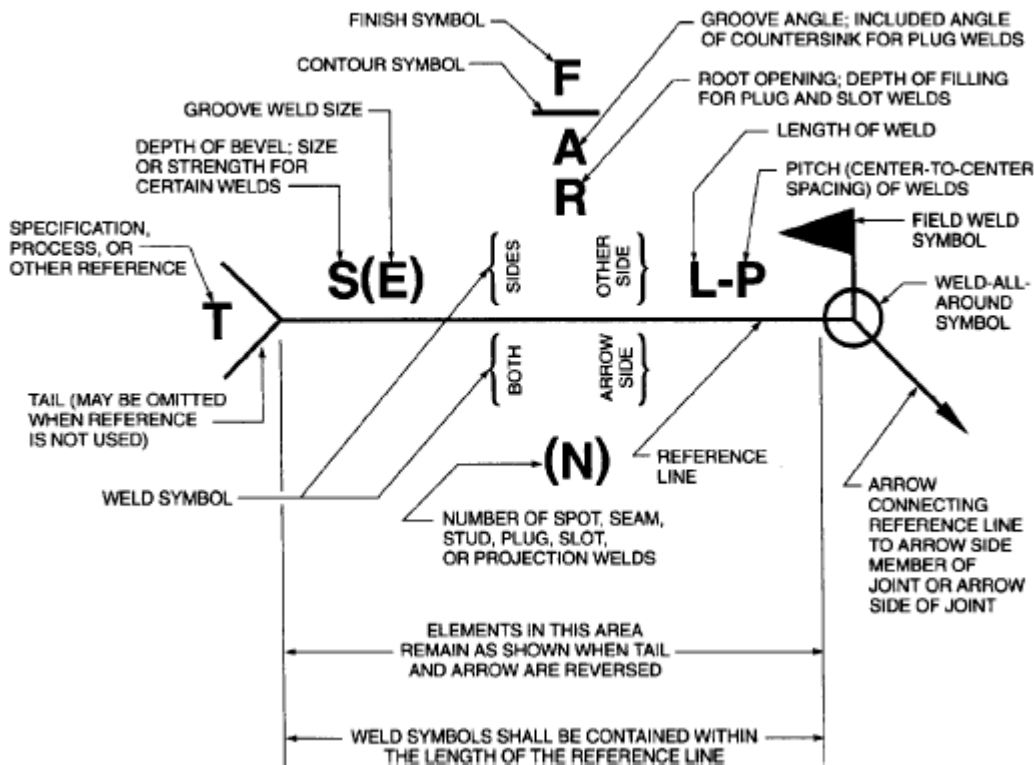 FINISH SYMBOL
CONTOUR SYMBOL
GROOVE WELD SIZE
DEPTH OF BEVEL; SIZE
OR STRENGTH FOR
CERTAIN WELDS
SPECIFICATION,
PROCESS, OR
OTHER REFERENCE
F
A
R
GROOVE ANGLE; INCLUDED ANGLE
OF COUNTERSINK FOR PLUG WELDS
ROOT OPENING; DEPTH OF FILLING
FOR PLUG AND SLOT WELDS
LENGTH OF WELD
PITCH (CENTER-TO-CENTER
SPACING) OF WELDS
FIELD WELD
SYMBOL
WELD-ALL-
AROUND
SYMBOL
T
S(E)
SIDES
OTHER
SIDE
L-P
BOTH
ARROW
SIDE
TAIL (MAY BE OMITTED
WHEN REFERENCE
IS NOT USED)
WELD SYMBOL
(N)
NUMBER OF SPOT, SEAM,
STUD, PLUG, SLOT,
OR PROJECTION WELDS
REFERENCE
LINE
ARROW
CONNECTING
REFERENCE LINE
TO ARROW SIDE
MEMBER OF
JOINT OR ARROW
SIDE OF JOINT
ELEMENTS IN THIS AREA
REMAIN AS SHOWN WHEN TAIL
AND ARROW ARE REVERSED
WELD SYMBOLS SHALL BE CONTAINED WITHIN
THE LENGTH OF THE REFERENCE LINE